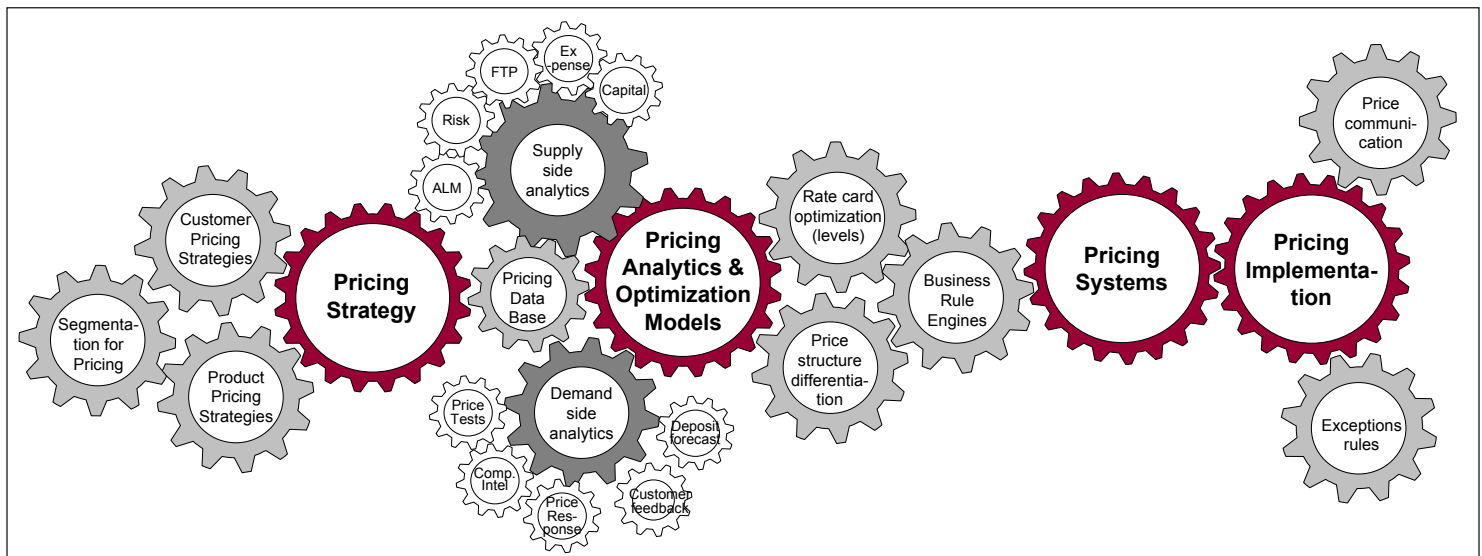 Segmenta-
tion for
Pricing
Customer
Pricing
Strategies
Product
Pricing
Strategies
Pricing
Strategy
ALM
Risk
FTP
Ex
-pense
Capital
Supply
side
analytics
Pricing
Data
Base
Demand
side
analytics
Price
Tests
Comp.
Intel
Price
Res-
ponse
Customer
feedback
Deposit
forecast
Pricing
Analytics &
Optimization
Models
Rate card
optimization
(levels)
Price
structure
differentia-
tion
Business
Rule
Engines
Pricing
Systems
Pricing
Implementa-
tion
Price
communi-
cation
Exceptions
rules